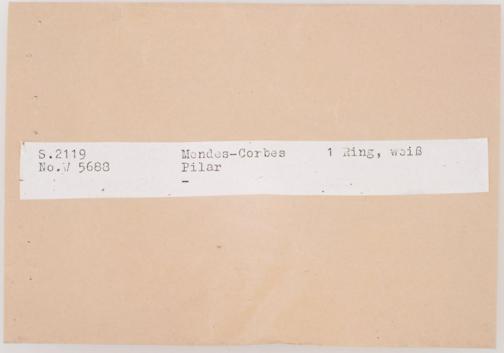 S.2119 Mendes-Corbes 1 Ring, weiß
No.W 5688 Pilar
–